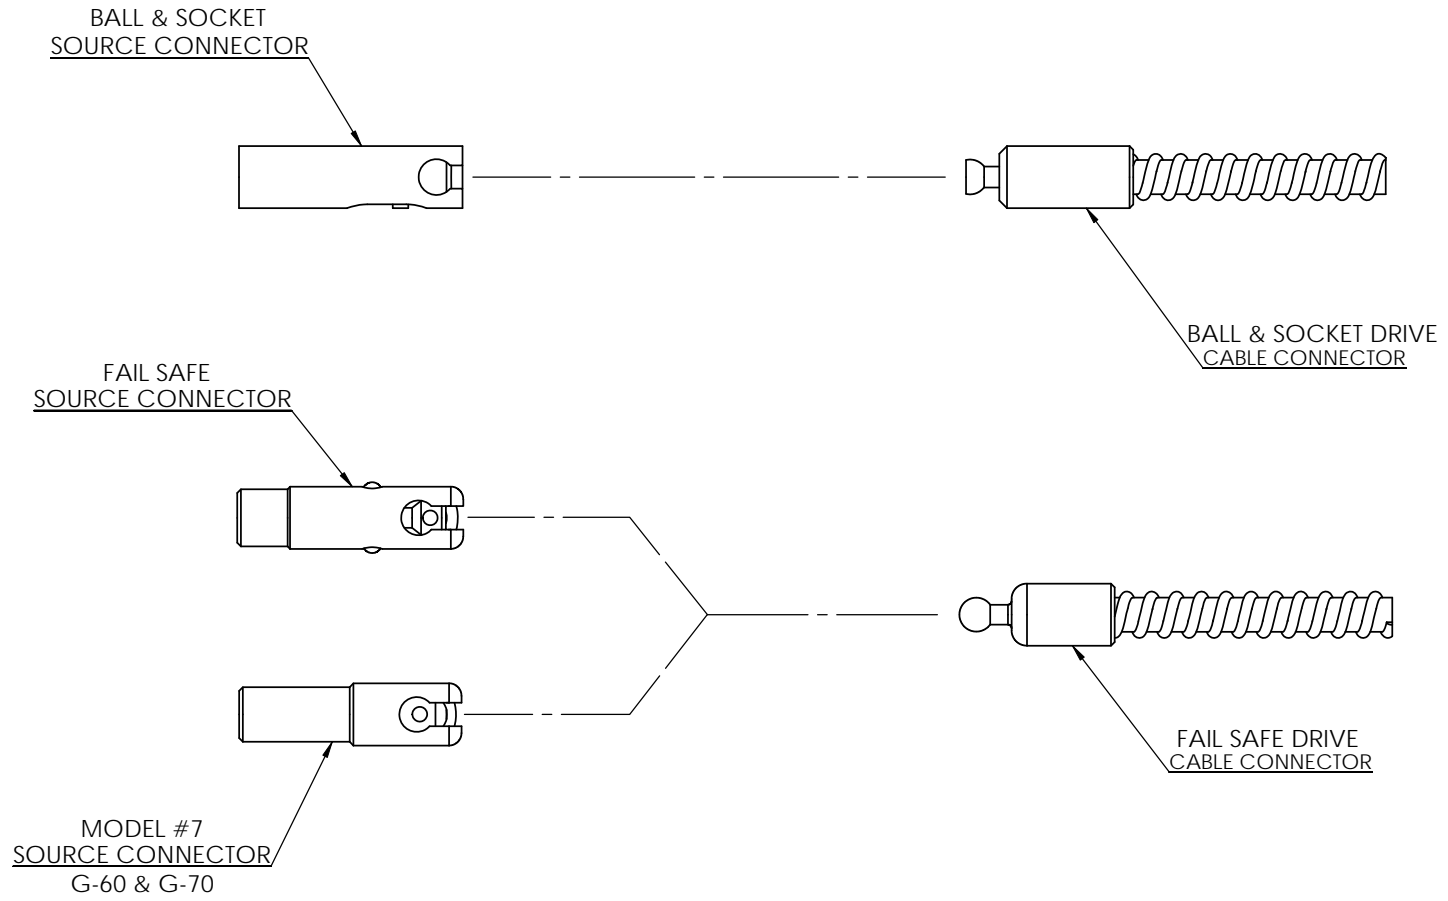 BALL & SOCKET
SOURCE CONNECTOR
BALL & SOCKET DRIVE
CABLE CONNECTOR
FAIL SAFE
SOURCE CONNECTOR
FAIL SAFE DRIVE
CABLE CONNECTOR
MODEL #7
SOURCE CONNECTOR
G-60 & G-70